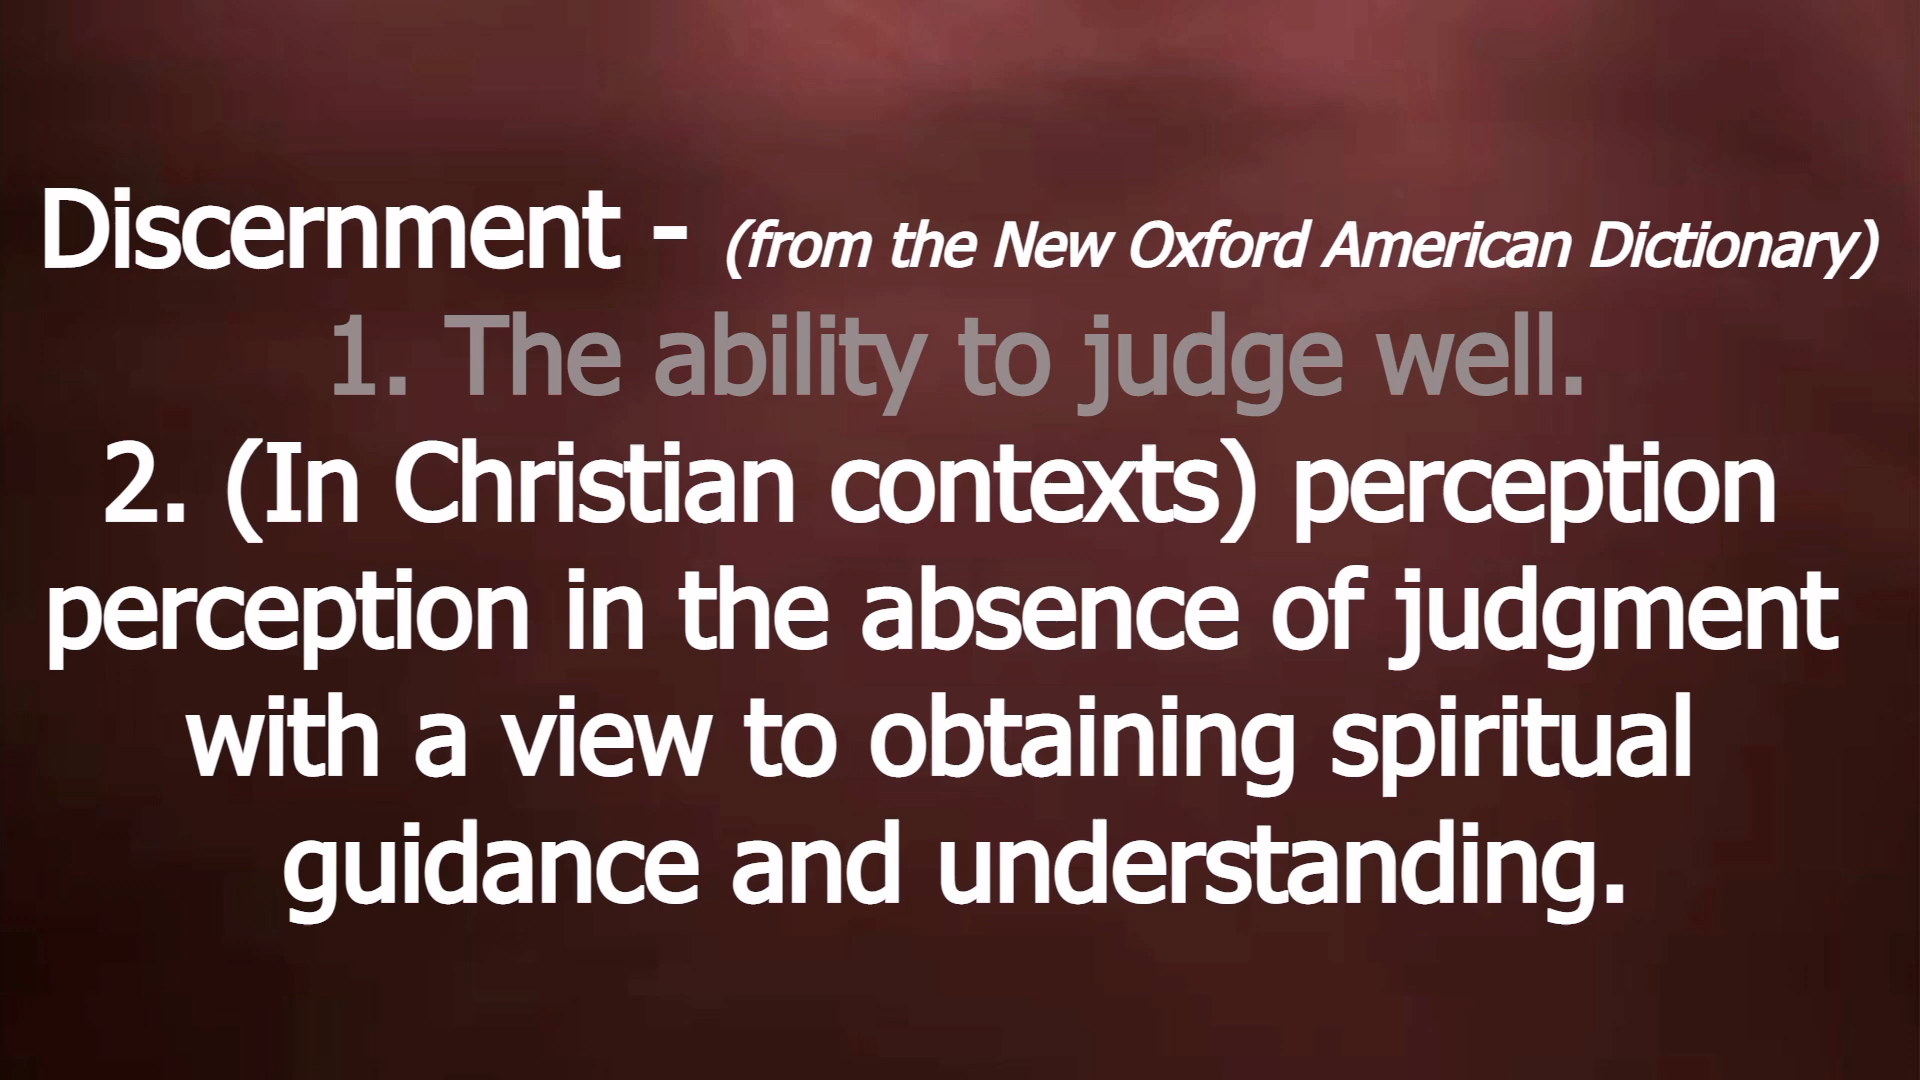 Discernment - (from the New Oxford American Dictionary)
1. The ability to judge well.
2. (In Christian contexts) perception
perception in the absence of judgment
with a view to obtaining spiritual
guidance and understanding.